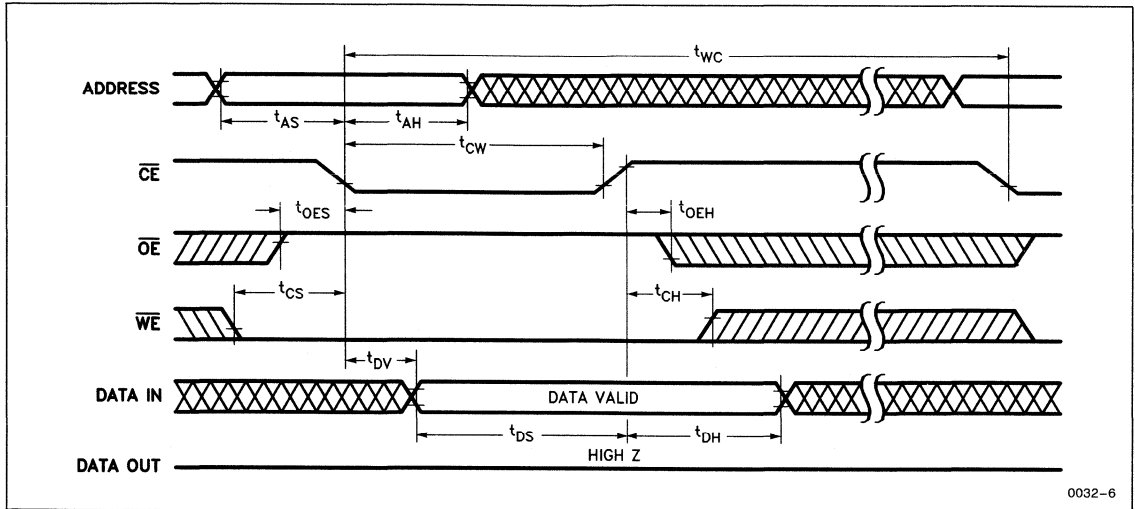 tWC
ADDRESS
tAS
tAH
tCW
CE
tOES
tOEH
OE
tCS
tCH
WE
tDV
DATA IN
DATA VALID
tDS
tDH
HIGH Z
DATA OUT
0032-6